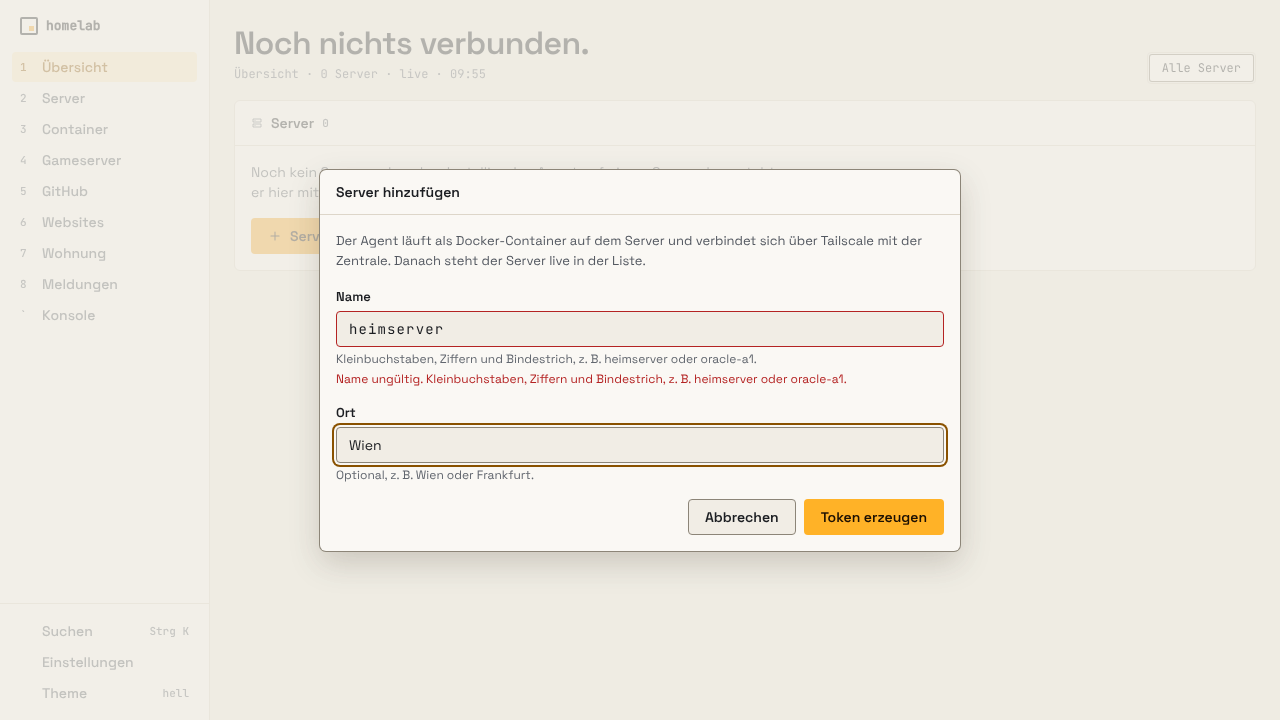 homelab
1 Übersicht
2 Server
3 Container
4 Gameserver
5 GitHub
6 Websites
7 Wohnung
8 Meldungen
` Konsole
Suchen Strg K
Einstellungen
Theme hell
Noch nichts verbunden.
Übersicht · 0 Server · live · 09:55
Alle Server
Server 0
Noch kein
er hier mit
+ Serv
Server hinzufügen
Der Agent läuft als Docker-Container auf dem Server und verbindet sich über Tailscale mit der
Zentrale. Danach steht der Server live in der Liste.
Name
heimserver
Kleinbuchstaben, Ziffern und Bindestrich, z. B. heimserver oder oracle-a1.
Name ungültig. Kleinbuchstaben, Ziffern und Bindestrich, z. B. heimserver oder oracle-a1.
Ort
Wien
Optional, z. B. Wien oder Frankfurt.
Abbrechen
Token erzeugen